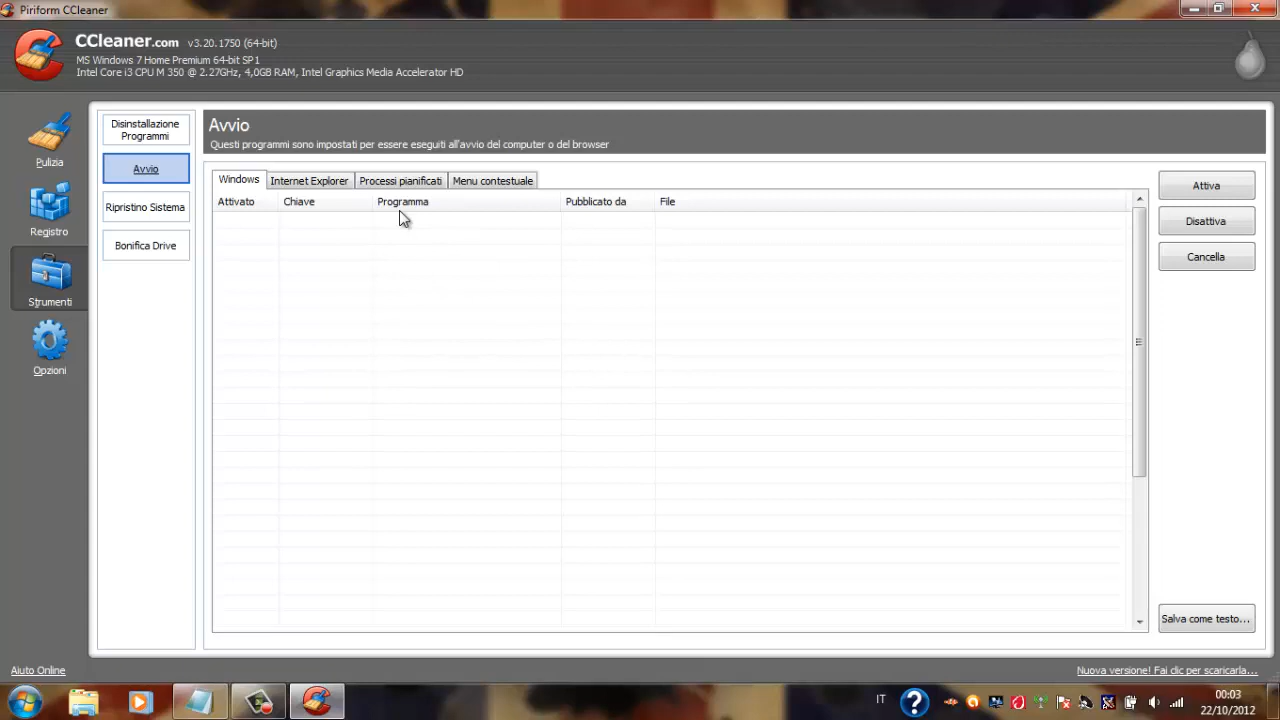 Piriform CCleaner
CCleaner.com v3.20.1750 (64-bit)
MS Windows 7 Home Premium 64-bit SP1
Intel Core i3 CPU M 350 @ 2.27GHz, 4,0GB RAM, Intel Graphics Media Accelerator HD
Pulizia
Registro
Strumenti
Opzioni
Disinstallazione
Programmi
Avvio
Ripristino Sistema
Bonifica Drive
Avvio
Questi programmi sono impostati per essere eseguiti all'avvio del computer o del browser
Windows Internet Explorer Processi pianificati Menu contestuale
Attivato Chiave Programma Pubblicato da File
Attiva
Disattiva
Cancella
Salva come testo...
Aiuto Online
Nuova versione! Fai clic per scaricarla...
IT
00:03
22/10/2012